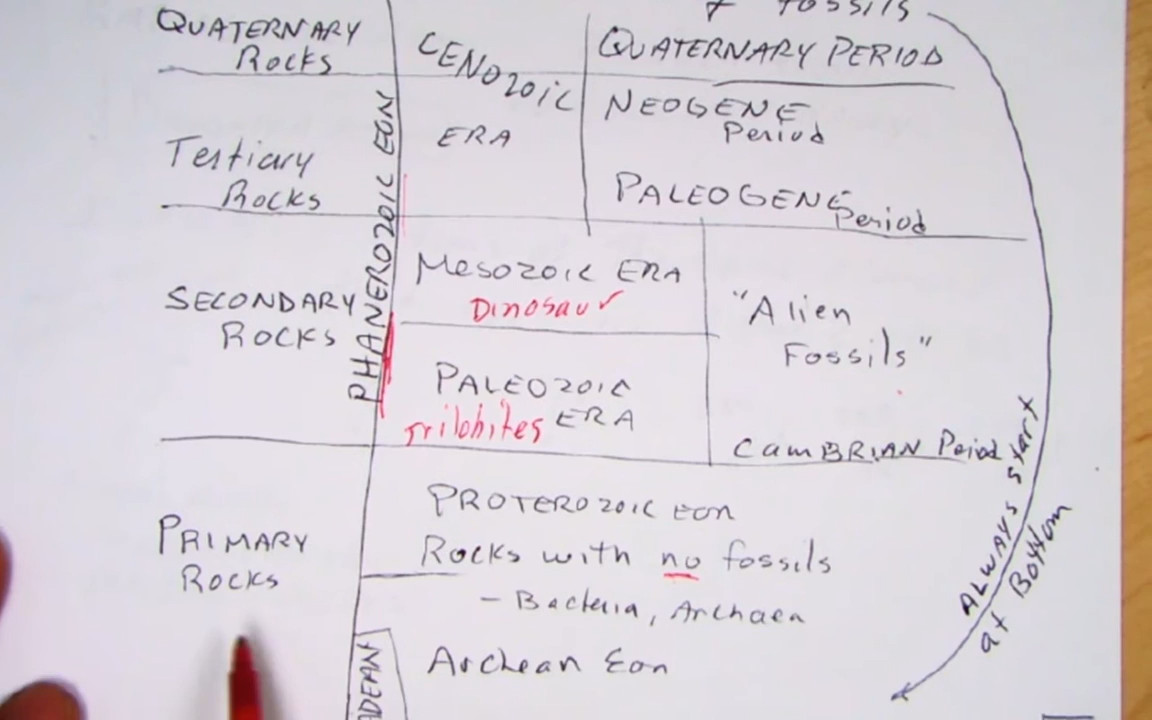 & fossils
QUATERNARY
Rocks
CENOZOIC
ERA
QUATERNARY PERIOD
NEOGENE
Period
Tertiary
Rocks
PALEOGENE
Period
PHANEROZOIC EON
SECONDARY
ROCKS
Mesozoic ERA
Dinosaur
"Alien
Fossils"
PALEOZOIC
ERA
Trilobites
CamBRIAN Period
PRIMARY
Rocks
PROTEROZOIC EON
Rocks with no fossils
- Bacteria, Archaea
Archean Eon
ALWAYS start
at Bottom